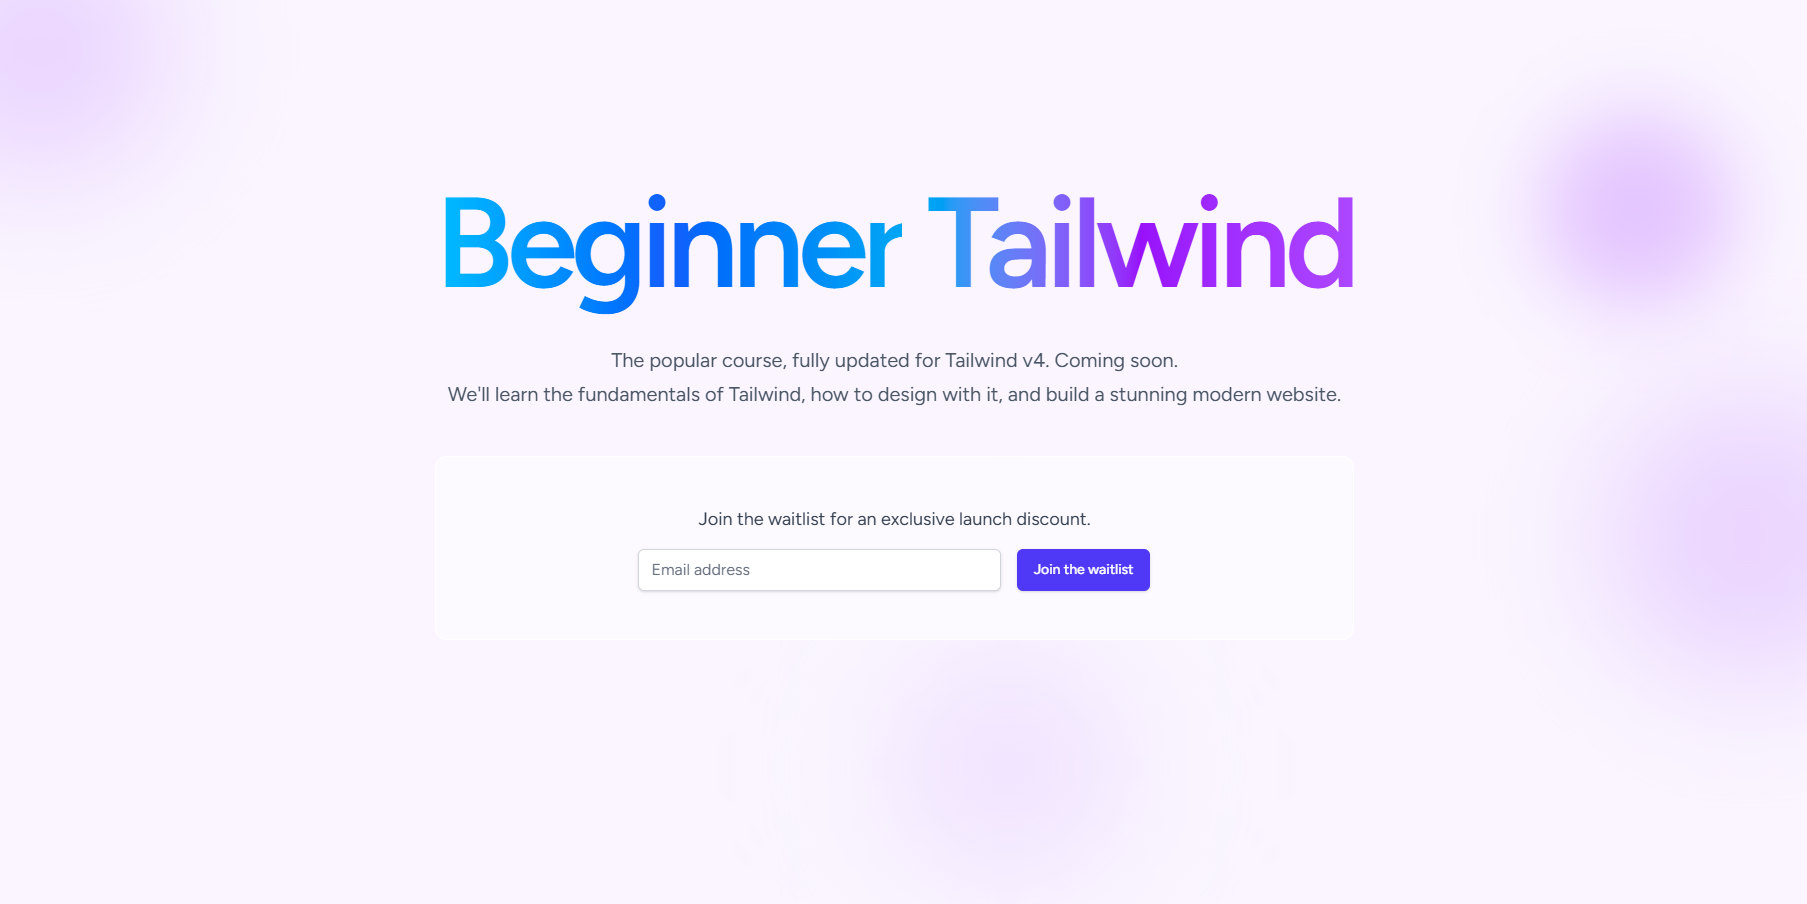 Beginner Tailwind
The popular course, fully updated for Tailwind v4. Coming soon.
We'll learn the fundamentals of Tailwind, how to design with it, and build a stunning modern website.
Join the waitlist for an exclusive launch discount.
Email address
Join the waitlist